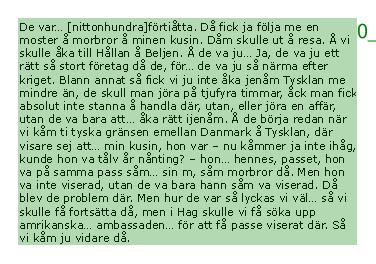 De var... [nittonhundra]förtiåtta. Då fick ja följa me en
moster å morbror å minen kusin. Dåm skulle ut å resa. Å vi
skulle åka till Hållan å Beljen. Å de va ju... Ja, de va ju ett
rätt så stort företag då de, för... de va ju så närma efter
kriget. Blann annat så fick vi ju inte åka jenåm Tysklan me
mindre än, de skull man jöra på tjufyra timmar, åck man fick
absolut inte stanna å handla där, utan, eller jöra en affär,
utan de va bara att... åka rätt ijenåm. Å de börja redan när
vi kåm ti tyska gränsen emellan Danmark å Tysklan, där
visare sej att... min kusin, hon var – nu kåmmer ja inte ihåg,
kunde hon va tålv år nånting? – hon... hennes, passet, hon
va på samma pass såm... sin m, såm morbror då. Men hon
va inte viserad, utan de va bara hann såm va viserad. Då
blev de problem där. Men hur de var så lyckas vi väl... så vi
skulle få fortsätta då, men i Hag skulle vi få söka upp
amrikanska... ambassaden... för att få passe viserat där. Så
vi kåm ju vidare då.
0_